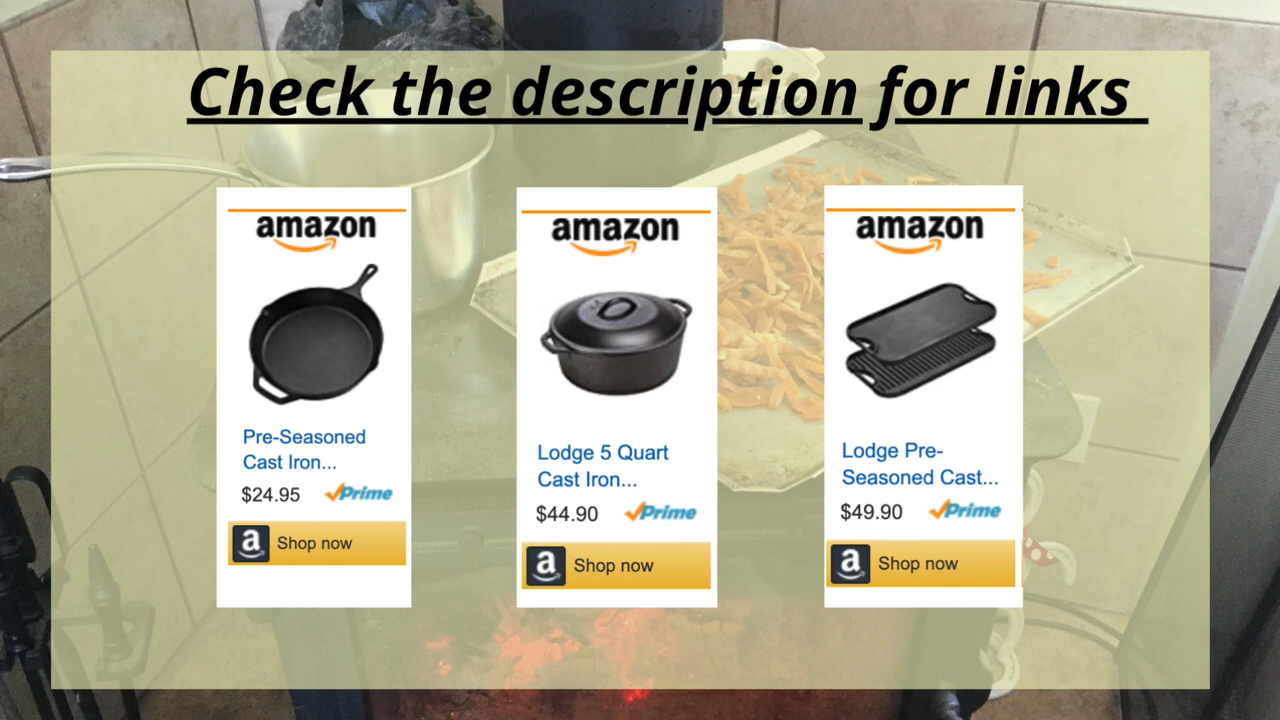 Check the description for links
amazon
Pre-Seasoned
Cast Iron...
$24.95 Prime
a Shop now
amazon
Lodge 5 Quart
Cast Iron...
$44.90 Prime
a Shop now
amazon
Lodge Pre-
Seasoned Cast...
$49.90 Prime
a Shop now